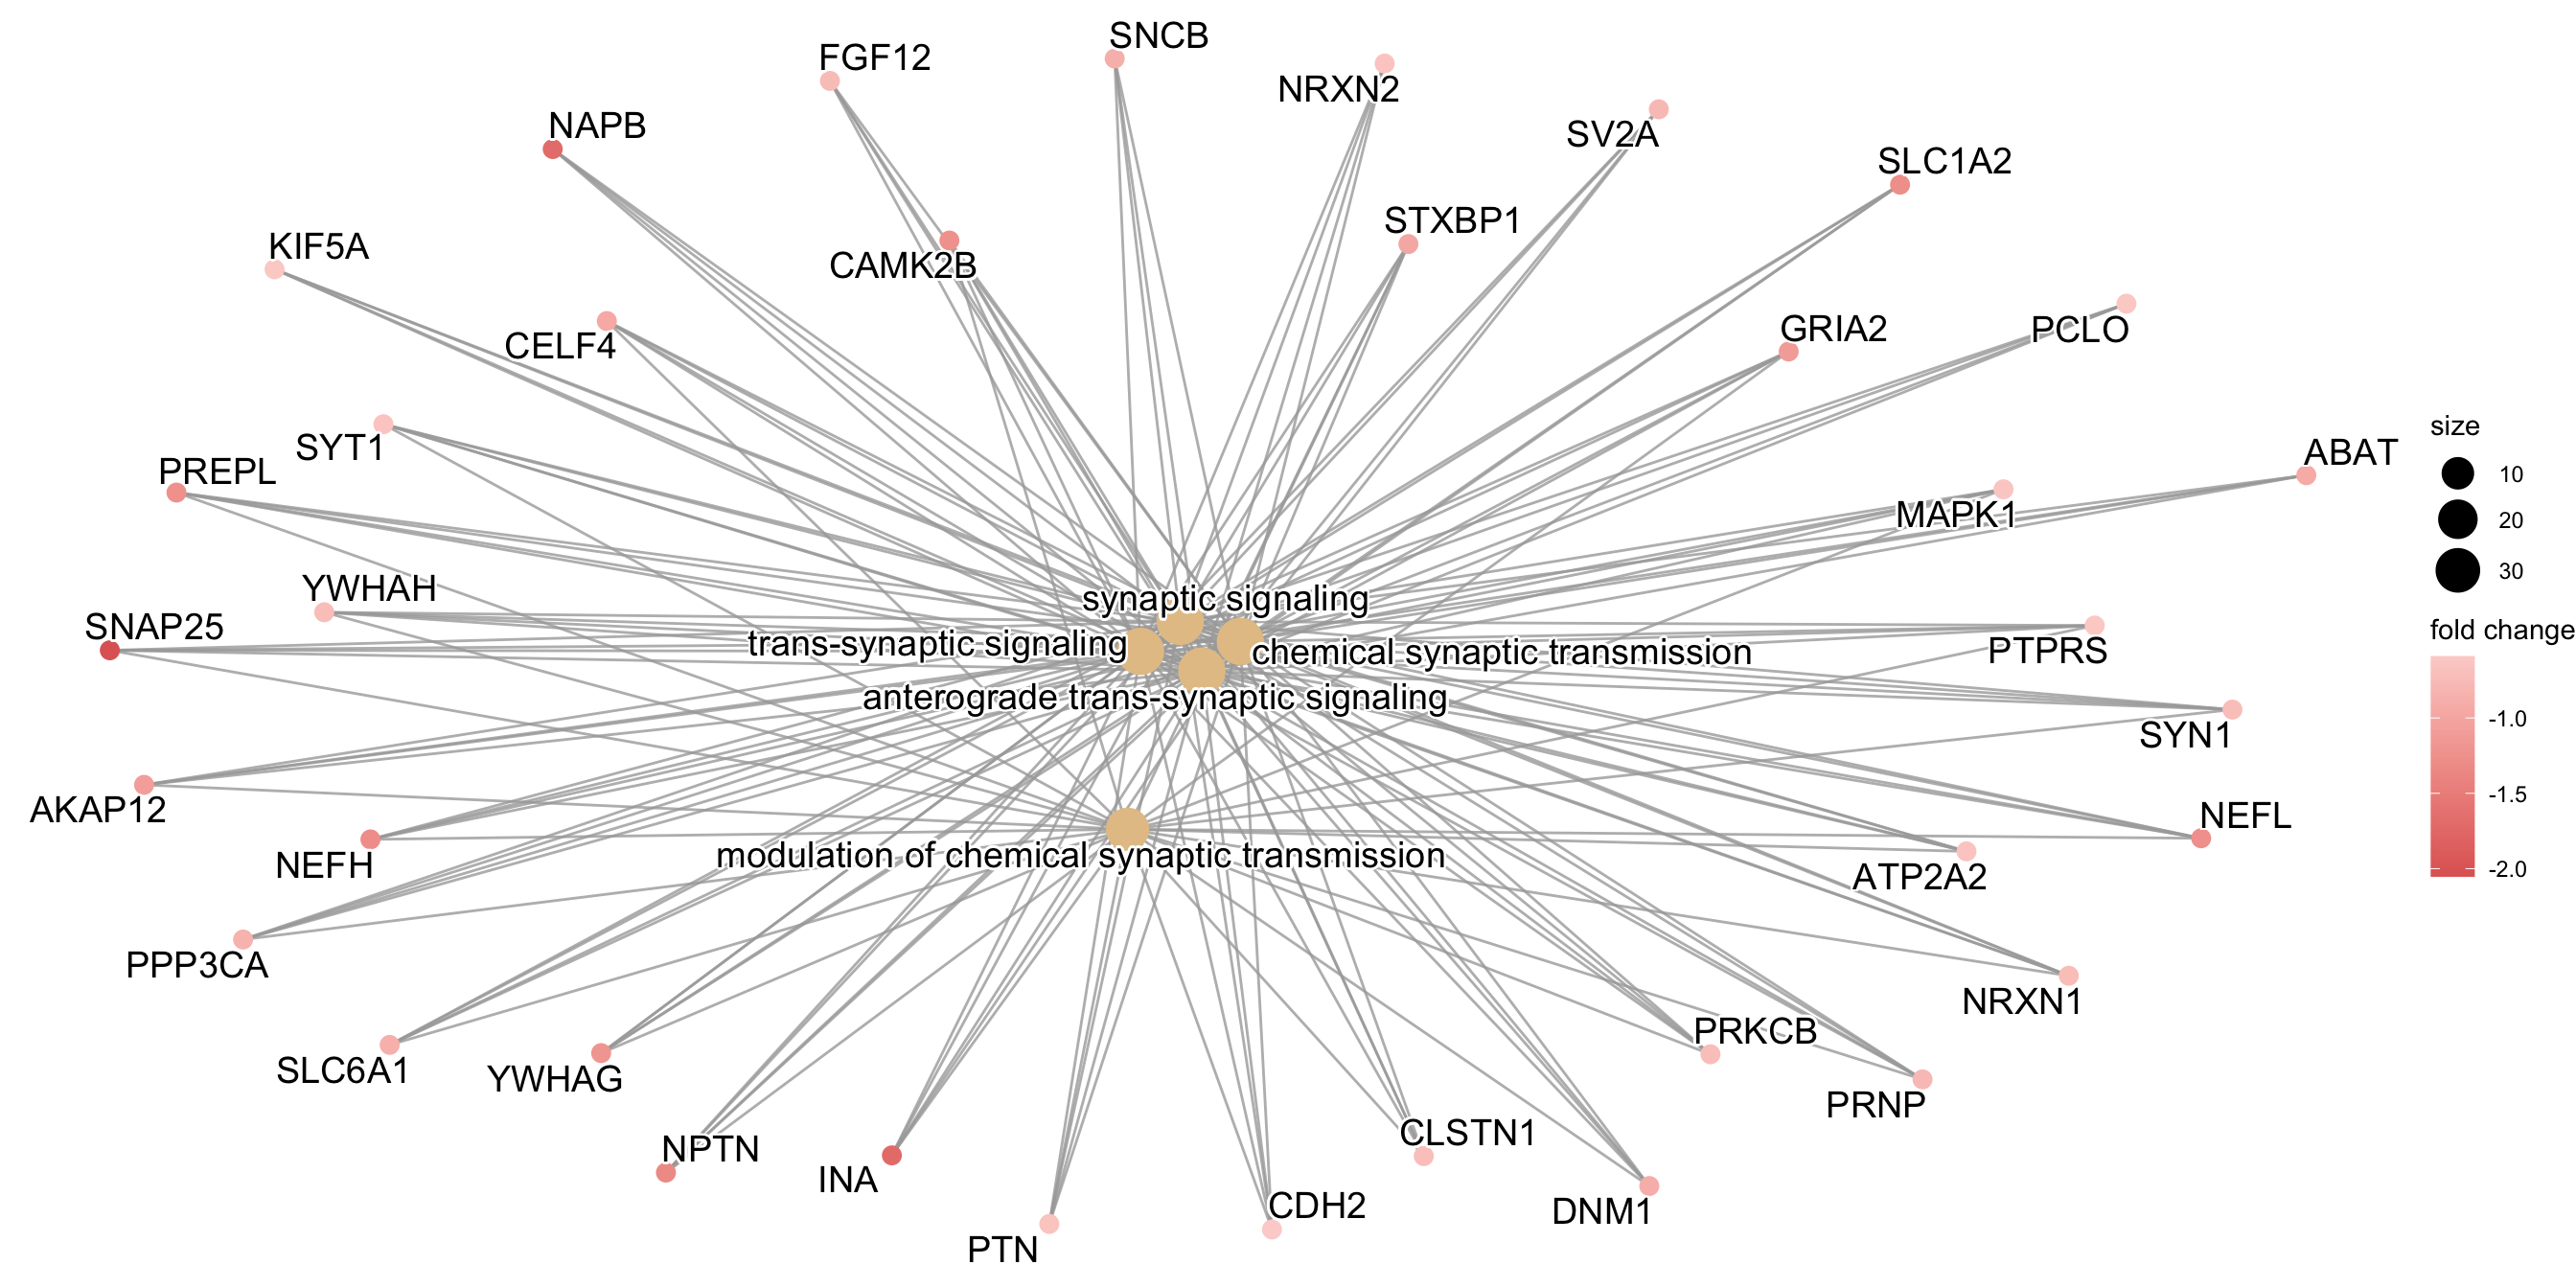 SNCB
FGF12
NRXN2
NAPB
SV2A
SLC1A2
STXBP1
KIF5A
CAMK2B
GRIA2
PCLO
CELF4
SYT1
ABAT
PREPL
MAPK1
YWHAH
synaptic signaling
SNAP25
trans-synaptic signaling
chemical synaptic transmission
PTPRS
anterograde trans-synaptic signaling
SYN1
AKAP12
NEFL
modulation of chemical synaptic transmission
NEFH
ATP2A2
PPP3CA
NRXN1
PRKCB
SLC6A1
YWHAG
PRNP
CLSTN1
NPTN
INA
CDH2
DNM1
PTN
size
10
20
30
fold change
-1.0
-1.5
-2.0